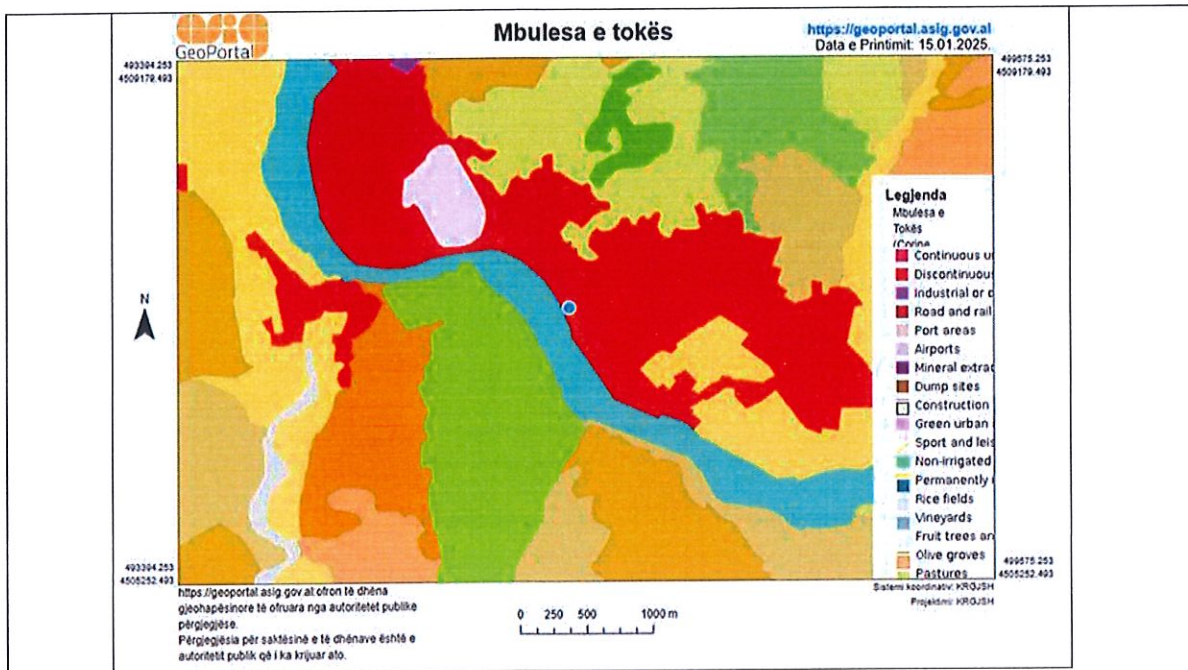 GeoPortal
Mbulesa e tokës
https://geoportal.asig.gov.al
Data e Printimit: 15.01.2025.
493394.253
4509179.493
499575.253
4509179.493
N
Legjenda
Mbulesa e
Tokës
(Corine
Continuous u
Discontinuous
Industrial or c
Road and rail
Port areas
Airports
Mineral extrac
Dump sites
Construction
Green urban
Sport and leis
Non-irrigated
Permanently i
Rice fields
Vineyards
Fruit trees an
Olive groves
Pastures
493394.253
4505252.493
499575.253
4505252.493
https://geoportal.asig.gov.al ofron të dhëna
gjeohapësinore të ofruara nga autoritetet publike
përgjegjëse.
Përgjegjësia për saktësinë e të dhënave është e
autoritetit publik që i ka krijuar ato.
0 250 500 1000 m
Sistemi koordinativ: KRGJSH
Projeksioni: KRGJSH